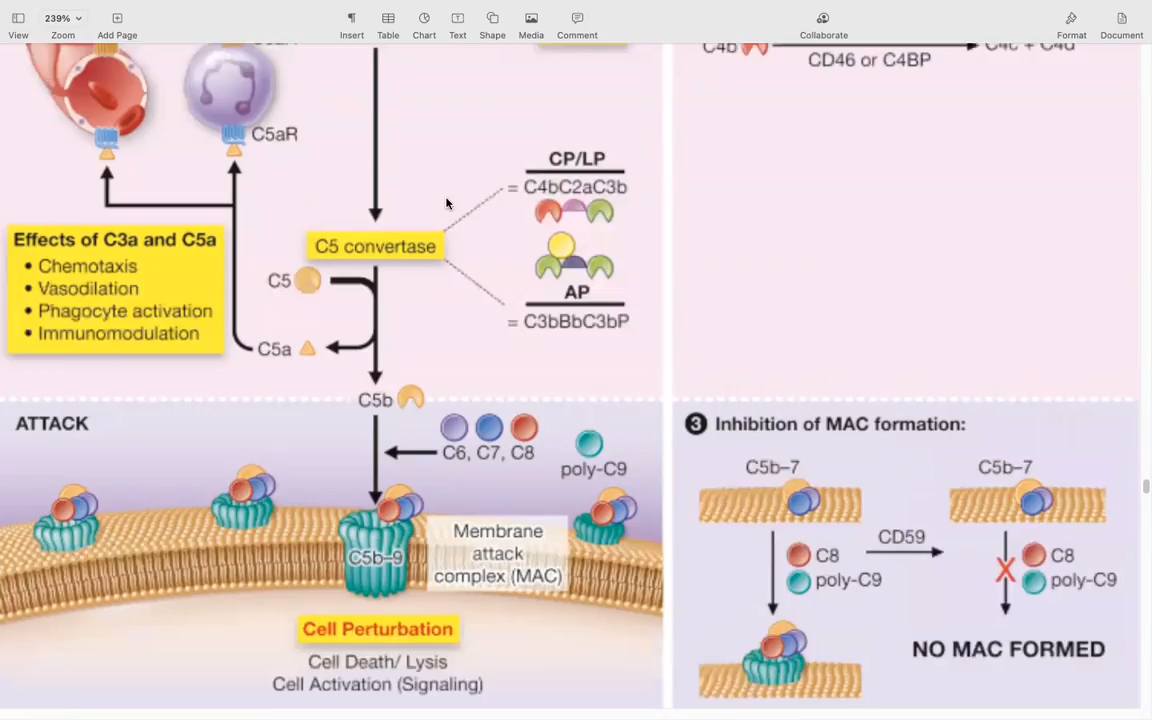 View
239%
Zoom
Add Page
Insert
Table
Chart
Text
Shape
Media
Comment
Collaborate
Format
Document
C5aR
CP/LP
= C4bC2aC3b
C5 convertase
AP
= C3bBbC3bP
Effects of C3a and C5a
• Chemotaxis
• Vasodilation
• Phagocyte activation
• Immunomodulation
C5
C5a
C5b
ATTACK
C6, C7, C8
poly-C9
C5b–9
Membrane
attack
complex (MAC)
Cell Perturbation
Cell Death/ Lysis
Cell Activation (Signaling)
C4b
C4c + C4d
CD46 or C4BP
3 Inhibition of MAC formation:
C5b–7
C5b–7
CD59
C8
poly-C9
C8
poly-C9
X
NO MAC FORMED